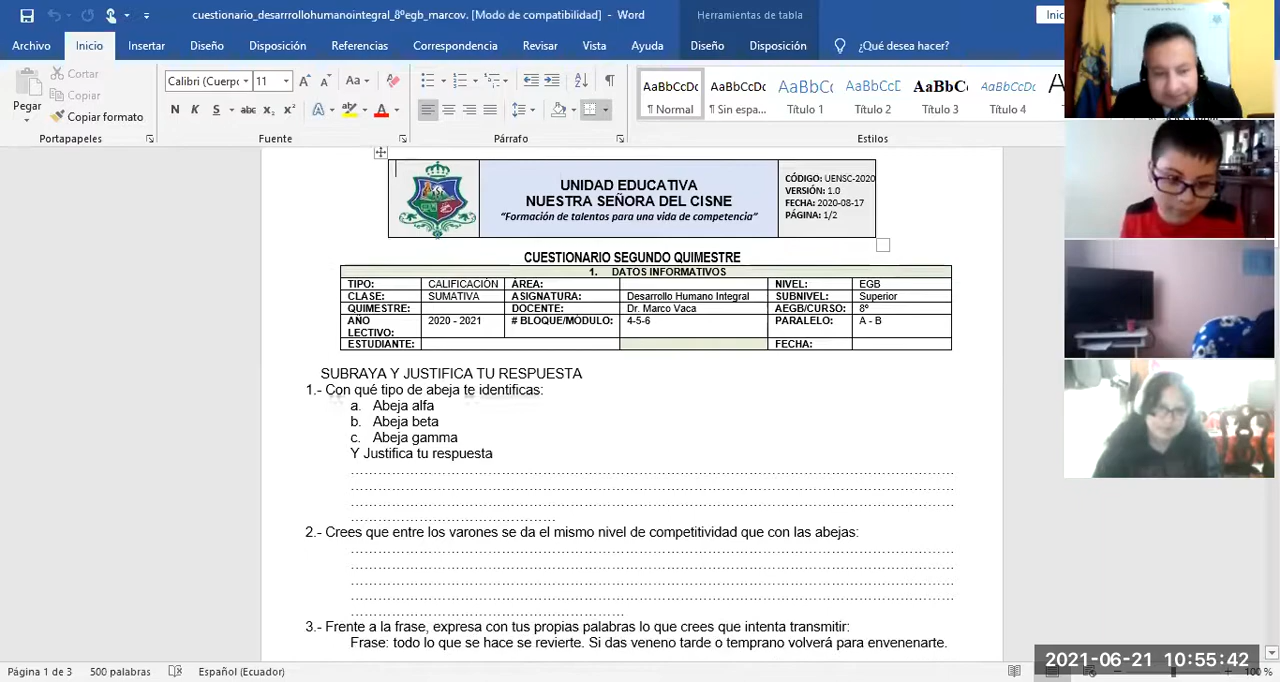 cuestionario_desarrrollohumanointegral_8ºegb_marcov. [Modo de compatibilidad] - Word
Herramientas de tabla
Inic
Archivo Inicio Insertar Diseño Disposición Referencias Correspondencia Revisar Vista Ayuda Diseño Disposición ¿Qué desea hacer?
Pegar
Cortar
Copiar
Copiar formato
Portapapeles
Calibri (Cuerpo 11
N K S abc x₂ x²
Fuente
Párrafo
AaBbCcDc AaBbCcDc AaBbC AaBbCcD AaBbC AaBbCcDc
¶ Normal ¶ Sin espa... Título 1 Título 2 Título 3 Título 4
Estilos
UNIDAD EDUCATIVA
NUESTRA SEÑORA DEL CISNE
“Formación de talentos para una vida de competencia”
CÓDIGO: UENSC-2020
VERSIÓN: 1.0
FECHA: 2020-08-17
PÁGINA: 1/2
CUESTIONARIO SEGUNDO QUIMESTRE
1. DATOS INFORMATIVOS
TIPO: CALIFICACIÓN ÁREA: NIVEL: EGB
CLASE: SUMATIVA ASIGNATURA: Desarrollo Humano Integral SUBNIVEL: Superior
QUIMESTRE: DOCENTE: Dr. Marco Vaca AEGB/CURSO: 8º
AÑO LECTIVO: 2020 - 2021 # BLOQUE/MÓDULO: 4-5-6 PARALELO: A - B
ESTUDIANTE: FECHA:
SUBRAYA Y JUSTIFICA TU RESPUESTA
1.- Con qué tipo de abeja te identificas:
a. Abeja alfa
b. Abeja beta
c. Abeja gamma
Y Justifica tu respuesta
2.- Crees que entre los varones se da el mismo nivel de competitividad que con las abejas:
3.- Frente a la frase, expresa con tus propias palabras lo que crees que intenta transmitir:
Frase: todo lo que se hace se revierte. Si das veneno tarde o temprano volverá para envenenarte.
Página 1 de 3 500 palabras Español (Ecuador) 100 %
2021-06-21 10:55:42